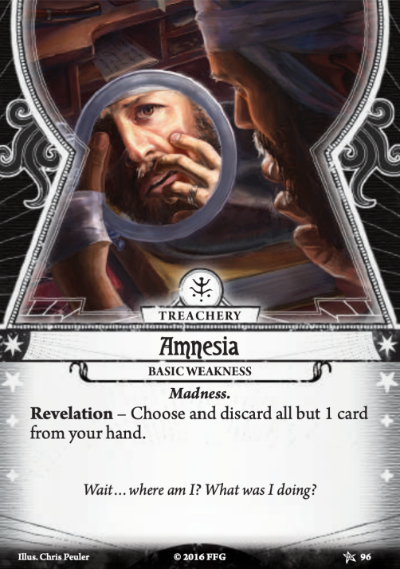 TREACHERY
Amnesia
BASIC WEAKNESS
Madness.
Revelation – Choose and discard all but 1 card
from your hand.
Wait…where am I? What was I doing?
Illus. Chris Peuler © 2016 FFG 96